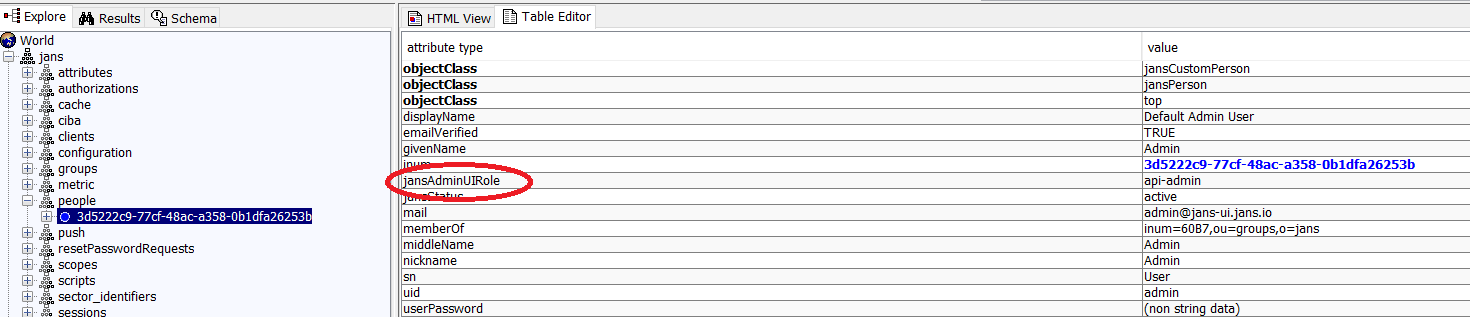 Explore Results Schema
World
jans
attributes
authorizations
cache
ciba
clients
configuration
groups
metric
people
3d5222c9-77cf-48ac-a358-0b1dfa26253b
push
resetPasswordRequests
scopes
scripts
sector_identifiers
sessions
HTML View Table Editor
attribute type value
objectClass jansCustomPerson
objectClass jansPerson
objectClass top
displayName Default Admin User
emailVerified TRUE
givenName Admin
inum 3d5222c9-77cf-48ac-a358-0b1dfa26253b
jansAdminUIRole api-admin
jansStatus active
mail admin@jans-ui.jans.io
memberOf inum=60B7,ou=groups,o=jans
middleName Admin
nickname Admin
sn User
uid admin
userPassword (non string data)